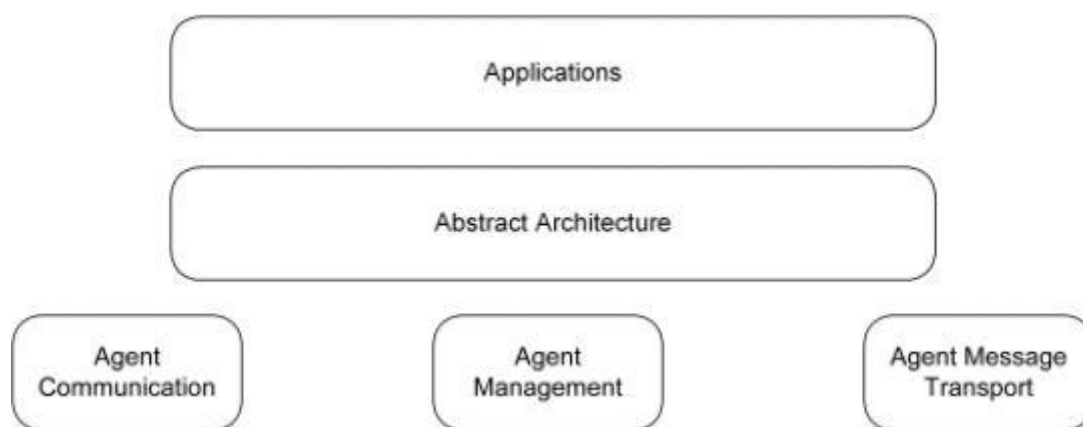 Applications
Abstract Architecture
Agent
Communication
Agent
Management
Agent Message
Transport